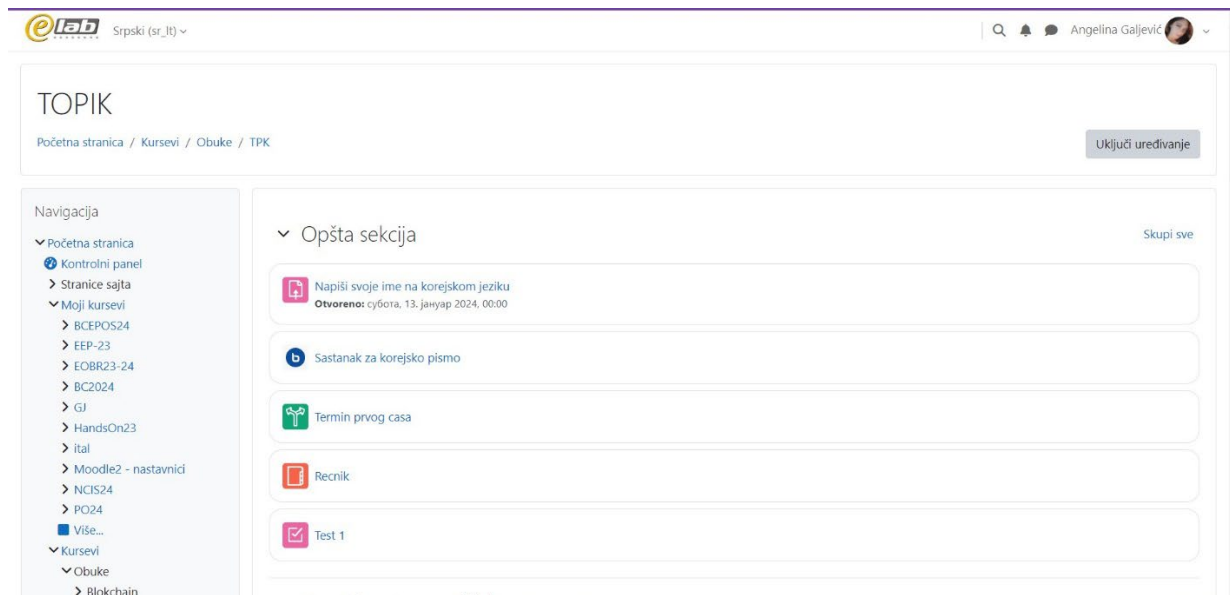 elab
Srpski (sr_lt)
Angelina Galjević
TOPIK
Početna stranica / Kursevi / Obuke / TPK
Uključi uređivanje
Navigacija
Početna stranica
Kontrolni panel
Stranice sajta
Moji kursevi
BCEPOS24
EEP-23
EOBR23-24
BC2024
GJ
HandsOn23
ital
Moodle2 - nastavnici
NCIS24
PO24
Više...
Kursevi
Obuke
Blokchain
Opšta sekcija
Skupi sve
Napiši svoje ime na korejskom jeziku
Otvoreno: субота, 13. јануар 2024, 00:00
Sastanak za korejsko pismo
Termin prvog casa
Recnik
Test 1